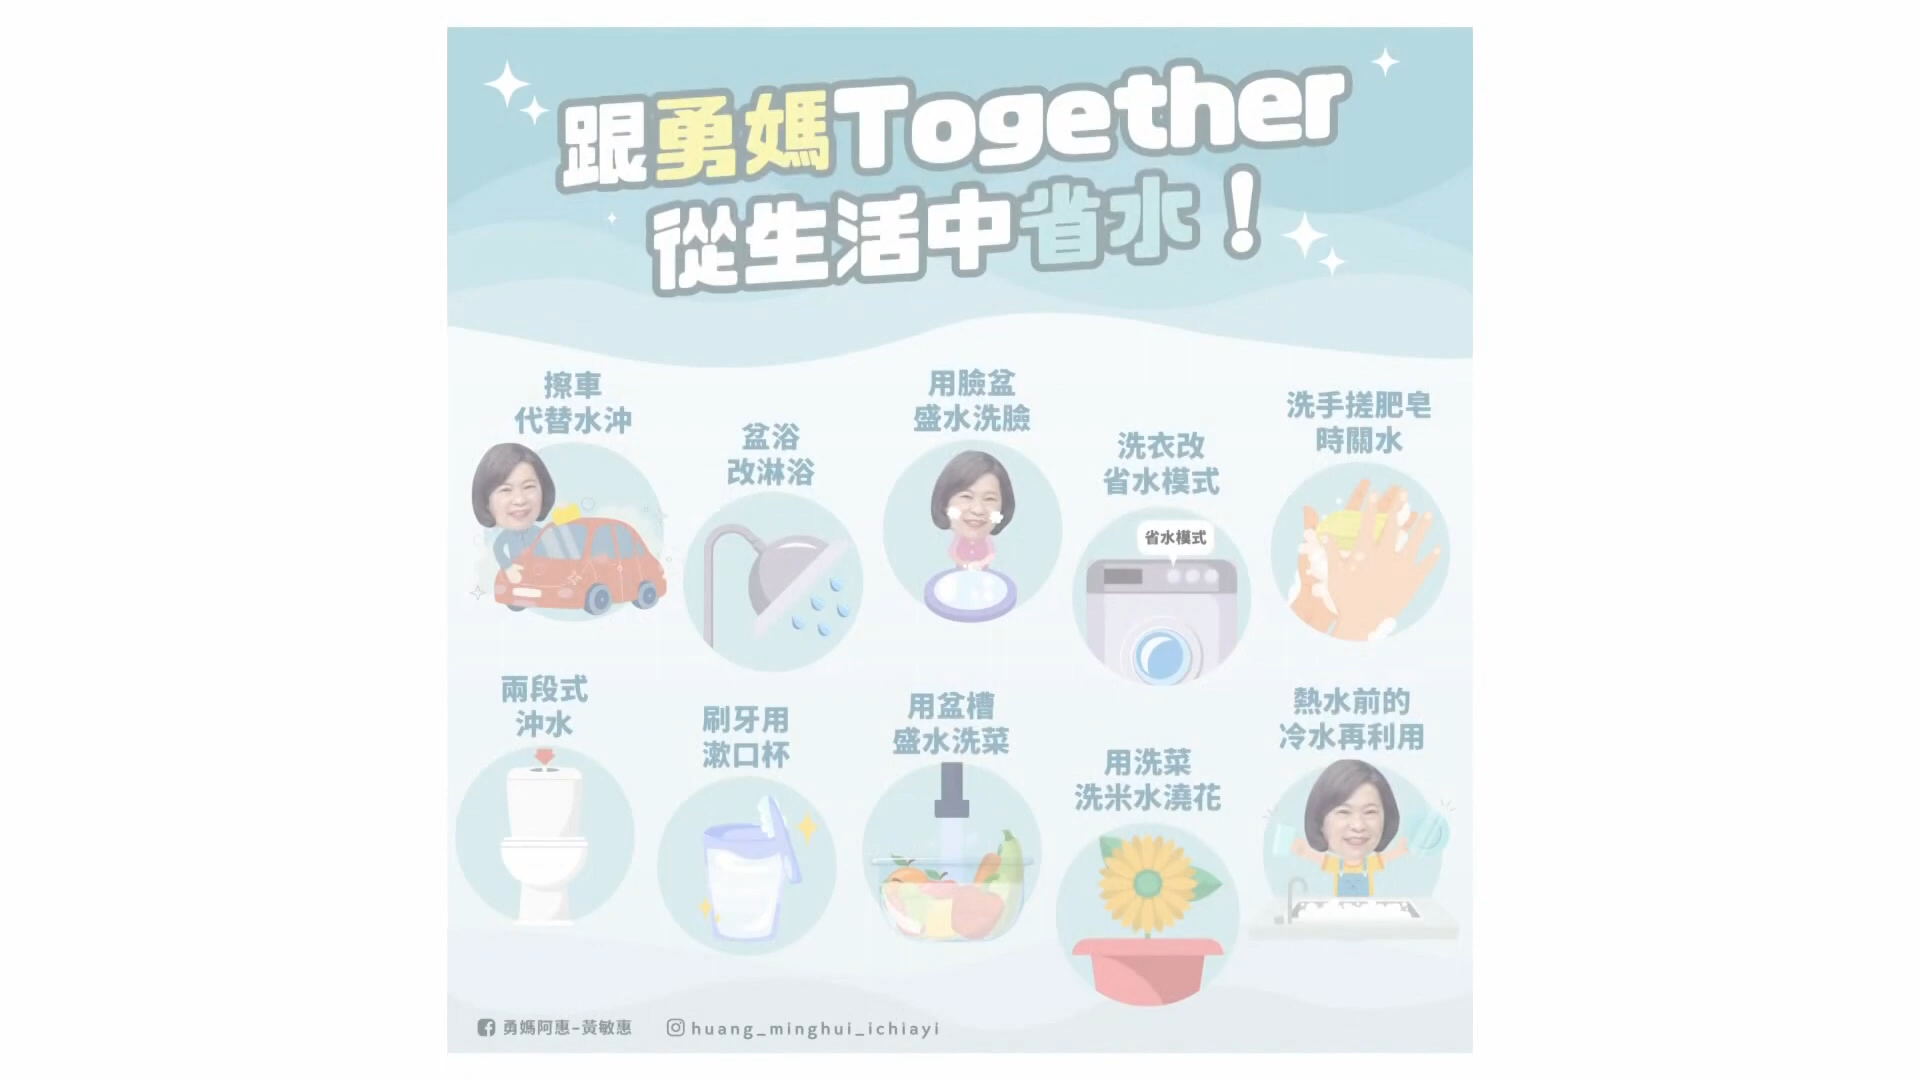 跟勇媽Together
從生活中省水！
擦車
代替水沖
盆浴
改淋浴
用臉盆
盛水洗臉
洗衣改
省水模式
省水模式
洗手搓肥皂
時關水
兩段式
沖水
刷牙用
漱口杯
用盆槽
盛水洗菜
用洗菜
洗米水澆花
熱水前的
冷水再利用
勇媽阿惠-黃敏惠
huang_minghui_ichiayi